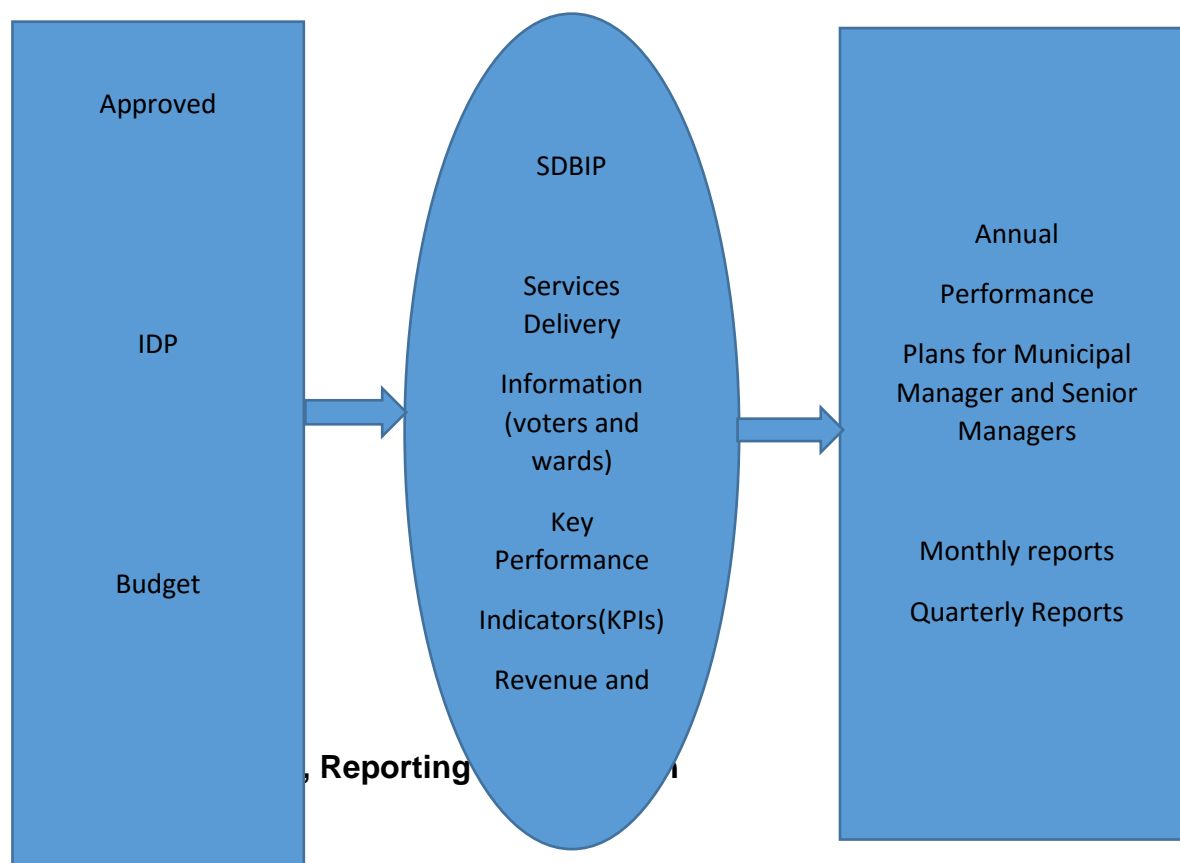 Approved
IDP
Budget
SDBIP
Services
Delivery
Information
(voters and
wards)
Key
Performance
Indicators(KPIs)
Revenue and
Annual
Performance
Plans for Municipal
Manager and Senior
Managers
Monthly reports
Quarterly Reports
, Reporting